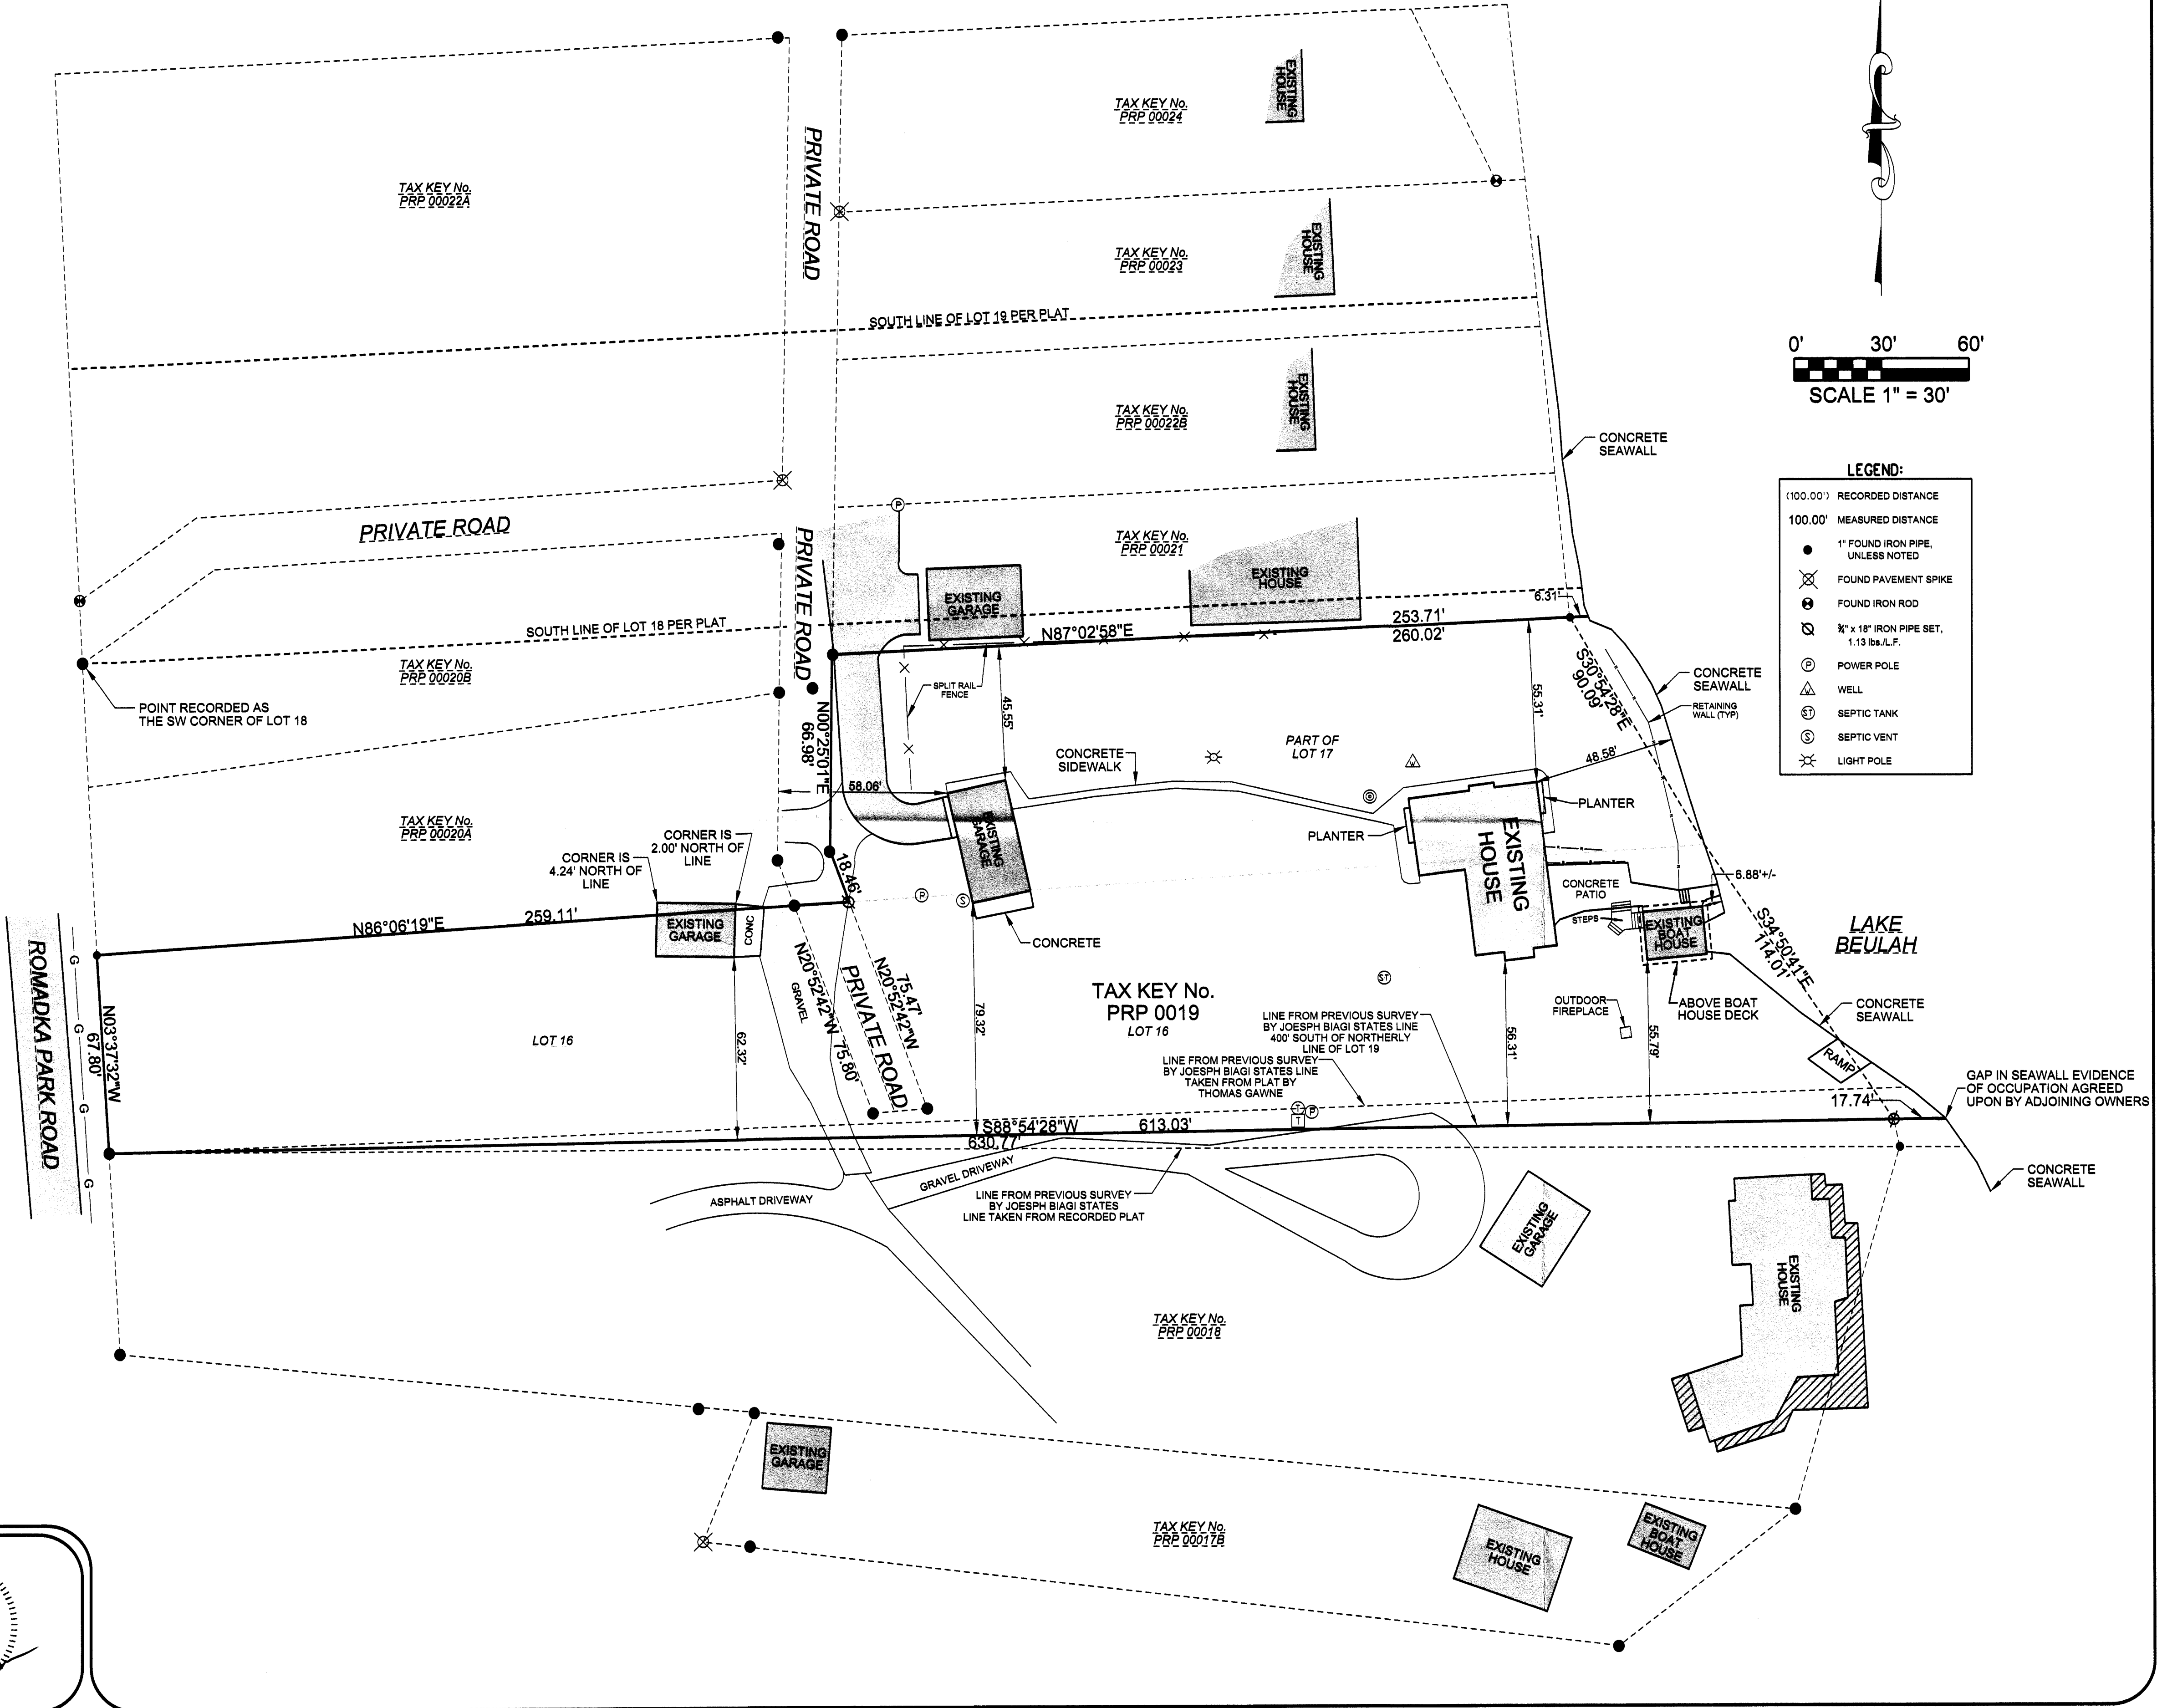 TAX KEY No.
PRP 00024
EXISTING
HOUSE
PRIVATE ROAD
TAX KEY No.
PRP 00022A
TAX KEY No.
PRP 00023
EXISTING
HOUSE
SOUTH LINE OF LOT 19 PER PLAT
0' 30' 60'
SCALE 1" = 30'
TAX KEY No.
PRP 00022B
EXISTING
HOUSE
CONCRETE
SEAWALL
LEGEND:
(100.00') RECORDED DISTANCE
100.00' MEASURED DISTANCE
1" FOUND IRON PIPE,
UNLESS NOTED
FOUND PAVEMENT SPIKE
FOUND IRON ROD
¾" x 18" IRON PIPE SET,
1.13 lbs./L.F.
P POWER POLE
W WELL
ST SEPTIC TANK
S SEPTIC VENT
LIGHT POLE
PRIVATE ROAD
PRIVATE ROAD
P
TAX KEY No.
PRP 00021
EXISTING
HOUSE
EXISTING
GARAGE
6.31'
SOUTH LINE OF LOT 18 PER PLAT
N87°02'58"E
253.71'
260.02'
TAX KEY No.
PRP 00020B
POINT RECORDED AS
THE SW CORNER OF LOT 18
SPLIT RAIL
FENCE
45.55'
55.31'
S30°54'28"E
90.09'
CONCRETE
SEAWALL
RETAINING
WALL (TYP)
N00°25'01"E
66.98'
58.06'
CONCRETE
SIDEWALK
PART OF
LOT 17
W
48.58'
PLANTER
PLANTER
TAX KEY No.
PRP 00020A
CORNER IS
2.00' NORTH OF
LINE
CORNER IS
4.24' NORTH OF
LINE
18.46'
EXISTING
GARAGE
EXISTING
HOUSE
CONCRETE
PATIO
6.88'+/-
STEPS
EXISTING
BOAT
HOUSE
P
S
N86°06'19"E
259.11'
EXISTING
GARAGE
CONC
CONCRETE
LAKE
BEULAH
S34°50'41"E
114.01'
ROMADKA PARK ROAD
G
G
G
G
G
N03°37'32"W
67.80'
LOT 16
62.32'
N20°52'42"W 75.80'
GRAVEL
PRIVATE ROAD
75.47'
N20°52'42"W
79.32'
TAX KEY No.
PRP 0019
LOT 16
ST
OUTDOOR
FIREPLACE
ABOVE BOAT
HOUSE DECK
CONCRETE
SEAWALL
LINE FROM PREVIOUS SURVEY
BY JOESPH BIAGI STATES LINE
400' SOUTH OF NORTHERLY
LINE OF LOT 19
56.31'
55.79'
RAMP
LINE FROM PREVIOUS SURVEY
BY JOESPH BIAGI STATES LINE
TAKEN FROM PLAT BY
THOMAS GAWNE
GAP IN SEAWALL EVIDENCE
OF OCCUPATION AGREED
UPON BY ADJOINING OWNERS
17.74'
T
P
T
S88°54'28"W
613.03'
630.77'
GRAVEL DRIVEWAY
ASPHALT DRIVEWAY
LINE FROM PREVIOUS SURVEY
BY JOESPH BIAGI STATES
LINE TAKEN FROM RECORDED PLAT
CONCRETE
SEAWALL
EXISTING
GARAGE
EXISTING
HOUSE
TAX KEY No.
PRP 00018
EXISTING
GARAGE
TAX KEY No.
PRP 00017B
EXISTING
HOUSE
EXISTING
BOAT
HOUSE